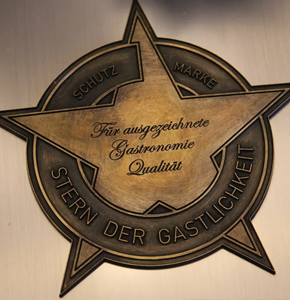 SCHUTZ MARKE
Für ausgezeichnete
Gastronomie
Qualität
STERN DER GASTLICHKEIT